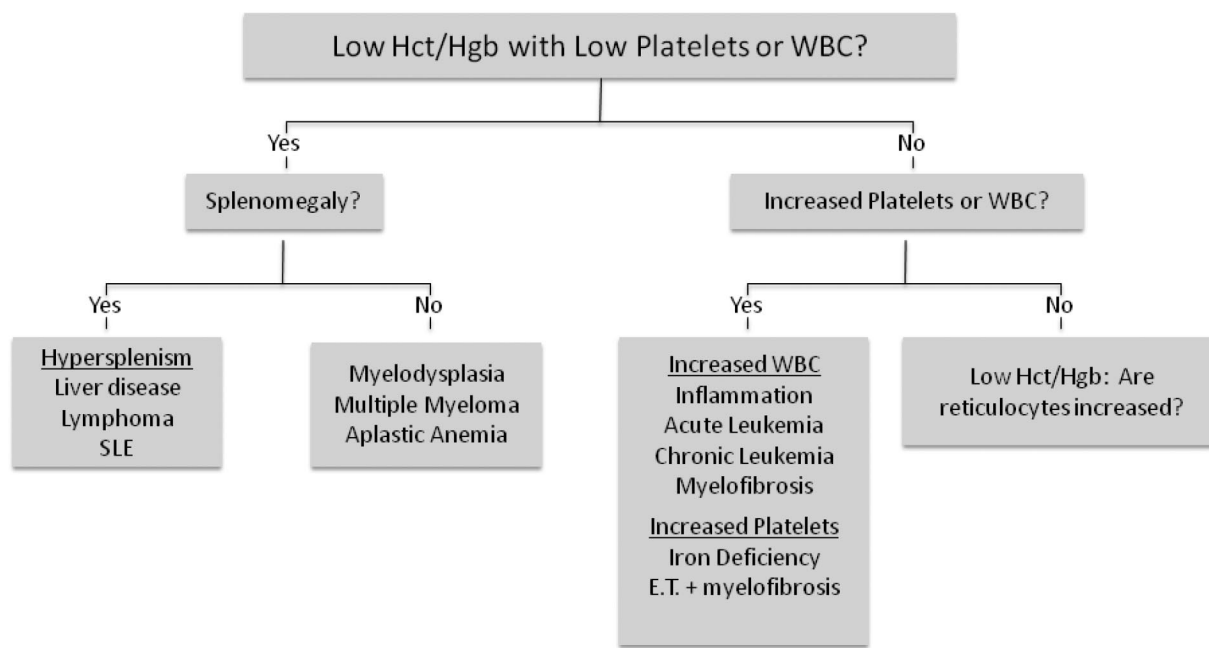 Low Hct/Hgb with Low Platelets or WBC?
Yes
No
Splenomegaly?
Increased Platelets or WBC?
Yes
No
Yes
No
Hypersplenism
Liver disease
Lymphoma
SLE
Myelodysplasia
Multiple Myeloma
Aplastic Anemia
Increased WBC
Inflammation
Acute Leukemia
Chronic Leukemia
Myelofibrosis
Increased Platelets
Iron Deficiency
E.T. + myelofibrosis
Low Hct/Hgb: Are
reticulocytes increased?